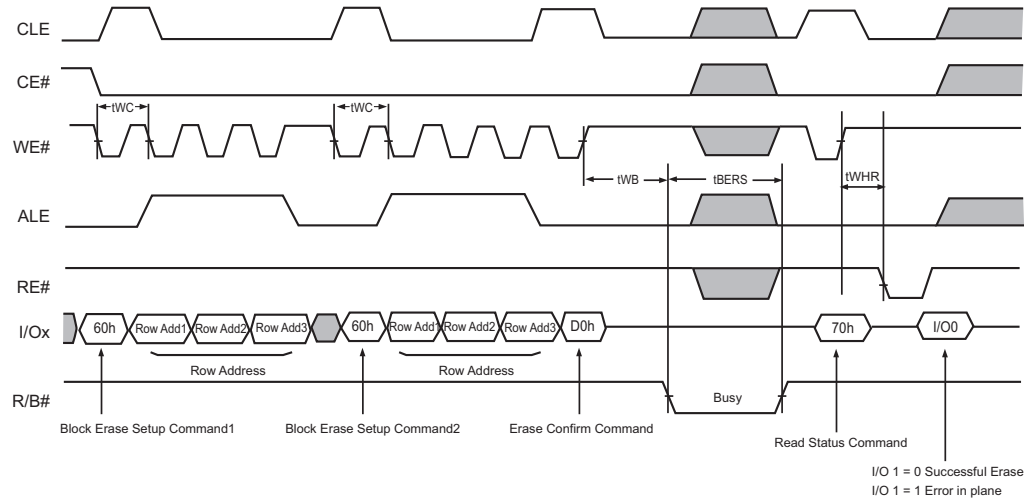 CLE
CE#
tWC
tWC
WE#
tWB
tBERS
tWHR
ALE
RE#
I/Ox
60h
Row Add1
Row Add2
Row Add3
60h
Row Add1
Row Add2
Row Add3
D0h
70h
I/O0
Row Address
Row Address
R/B#
Busy
Block Erase Setup Command1
Block Erase Setup Command2
Erase Confirm Command
Read Status Command
I/O 1 = 0 Successful Erase
I/O 1 = 1 Error in plane